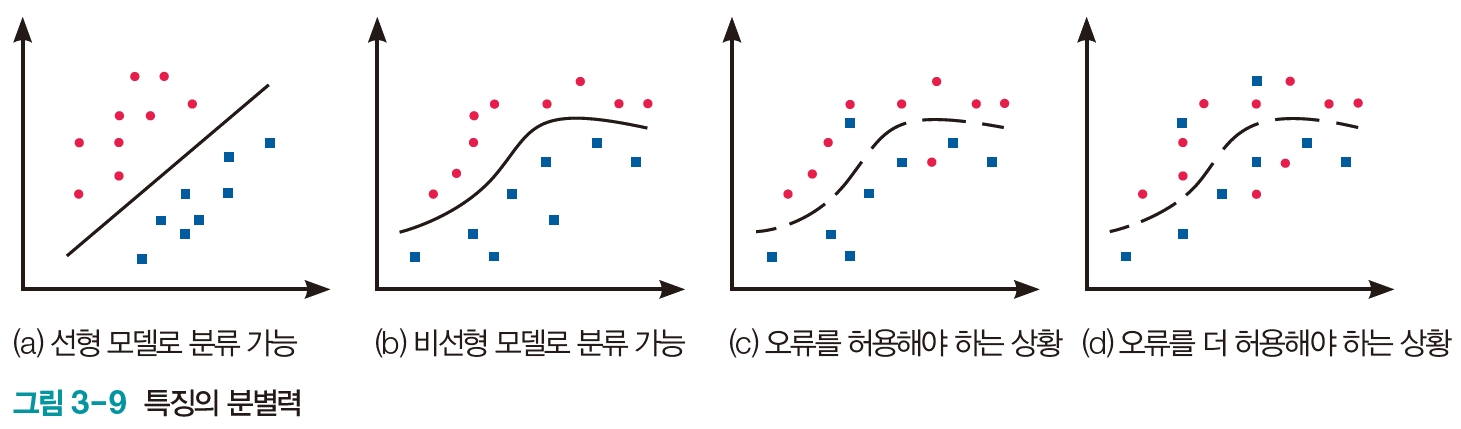 (a) 선형 모델로 분류 가능
(b) 비선형 모델로 분류 가능
(c) 오류를 허용해야 하는 상황
(d) 오류를 더 허용해야 하는 상황
그림 3-9 특징의 분별력